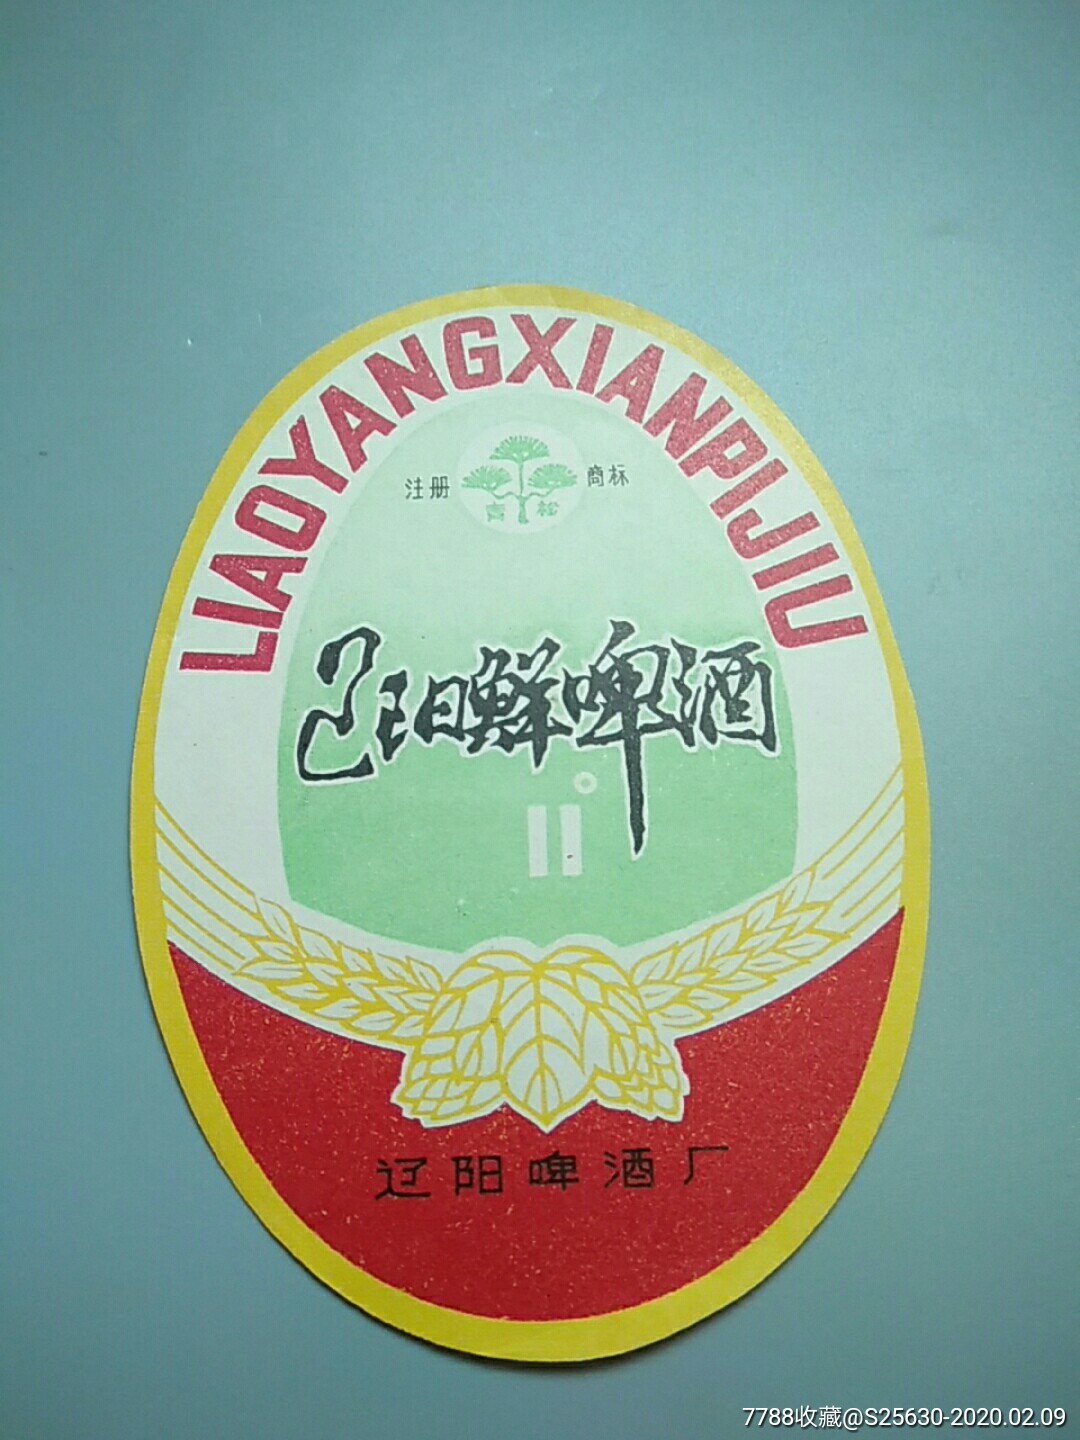 LIAOYANGXIANPIJIU
注册 商标
青松
辽阳鲜啤酒
11°
辽阳啤酒厂
7788收藏@S25630-2020.02.09